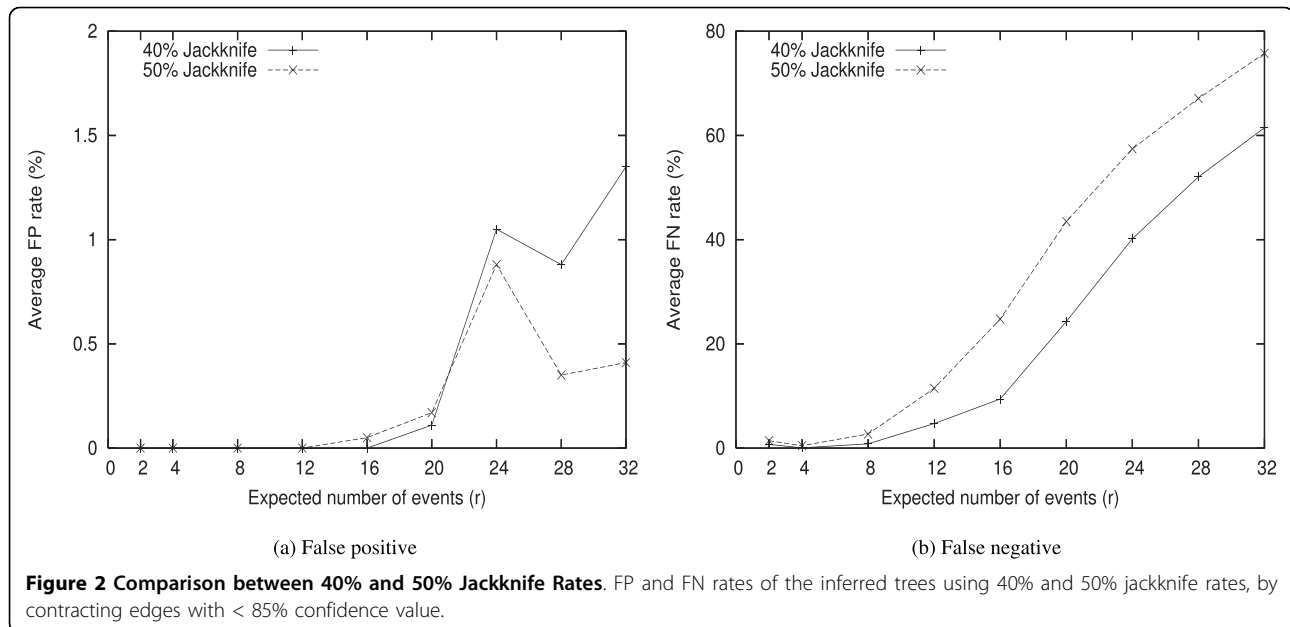 40% Jackknife
50% Jackknife
Average FP rate (%)
2
1.5
1
0.5
0
0 2 4 8 12 16 20 24 28 32
Expected number of events (r)
(a) False positive
40% Jackknife
50% Jackknife
Average FN rate (%)
80
60
40
20
0
0 2 4 8 12 16 20 24 28 32
Expected number of events (r)
(b) False negative
Figure 2 Comparison between 40% and 50% Jackknife Rates. FP and FN rates of the inferred trees using 40% and 50% jackknife rates, by
contracting edges with < 85% confidence value.